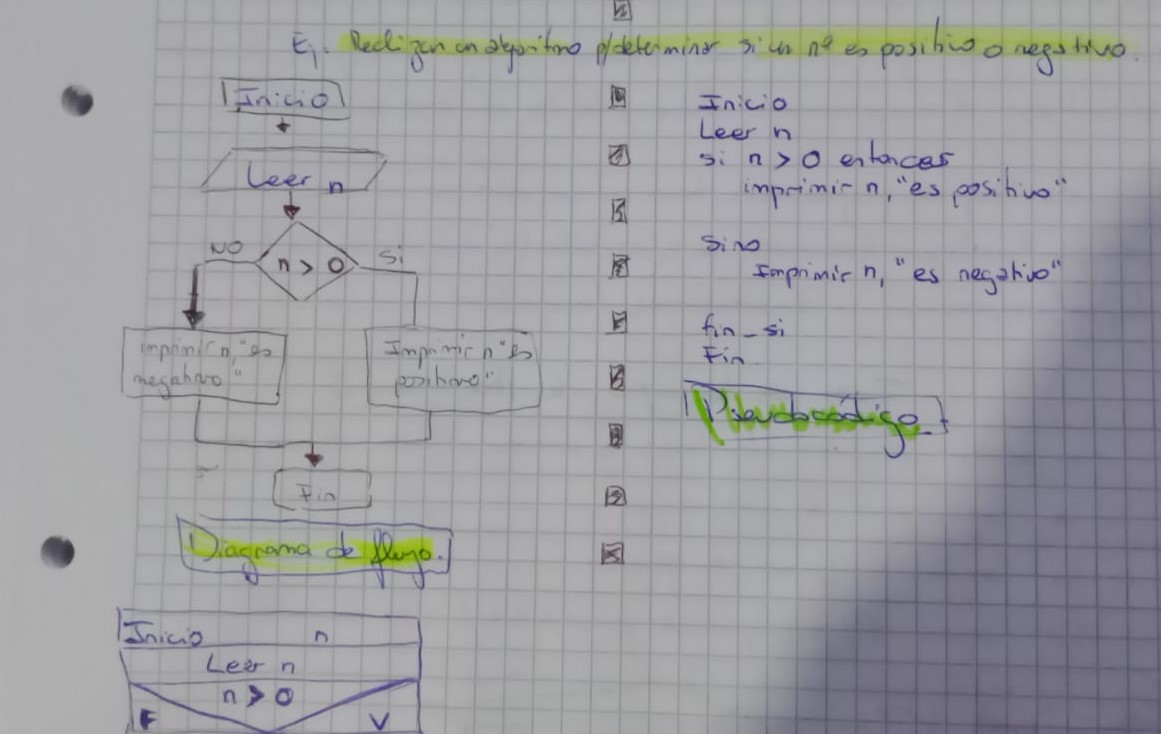 Ej. Realizar un algoritmo p/determinar si un nº es positivo o negativo.
Inicio
Leer n
n > 0
NO
Si
imprimir n, "es
negativo"
Imprimir n "es
positivo"
Fin
Diagrama de flujo.
Inicio
Leer n
si n > 0 entonces
imprimir n, "es positivo"
Sino
Imprimir n, "es negativo"
fin_si
Fin
Pseudocódigo
Inicio n
Leer n
n > 0
F V